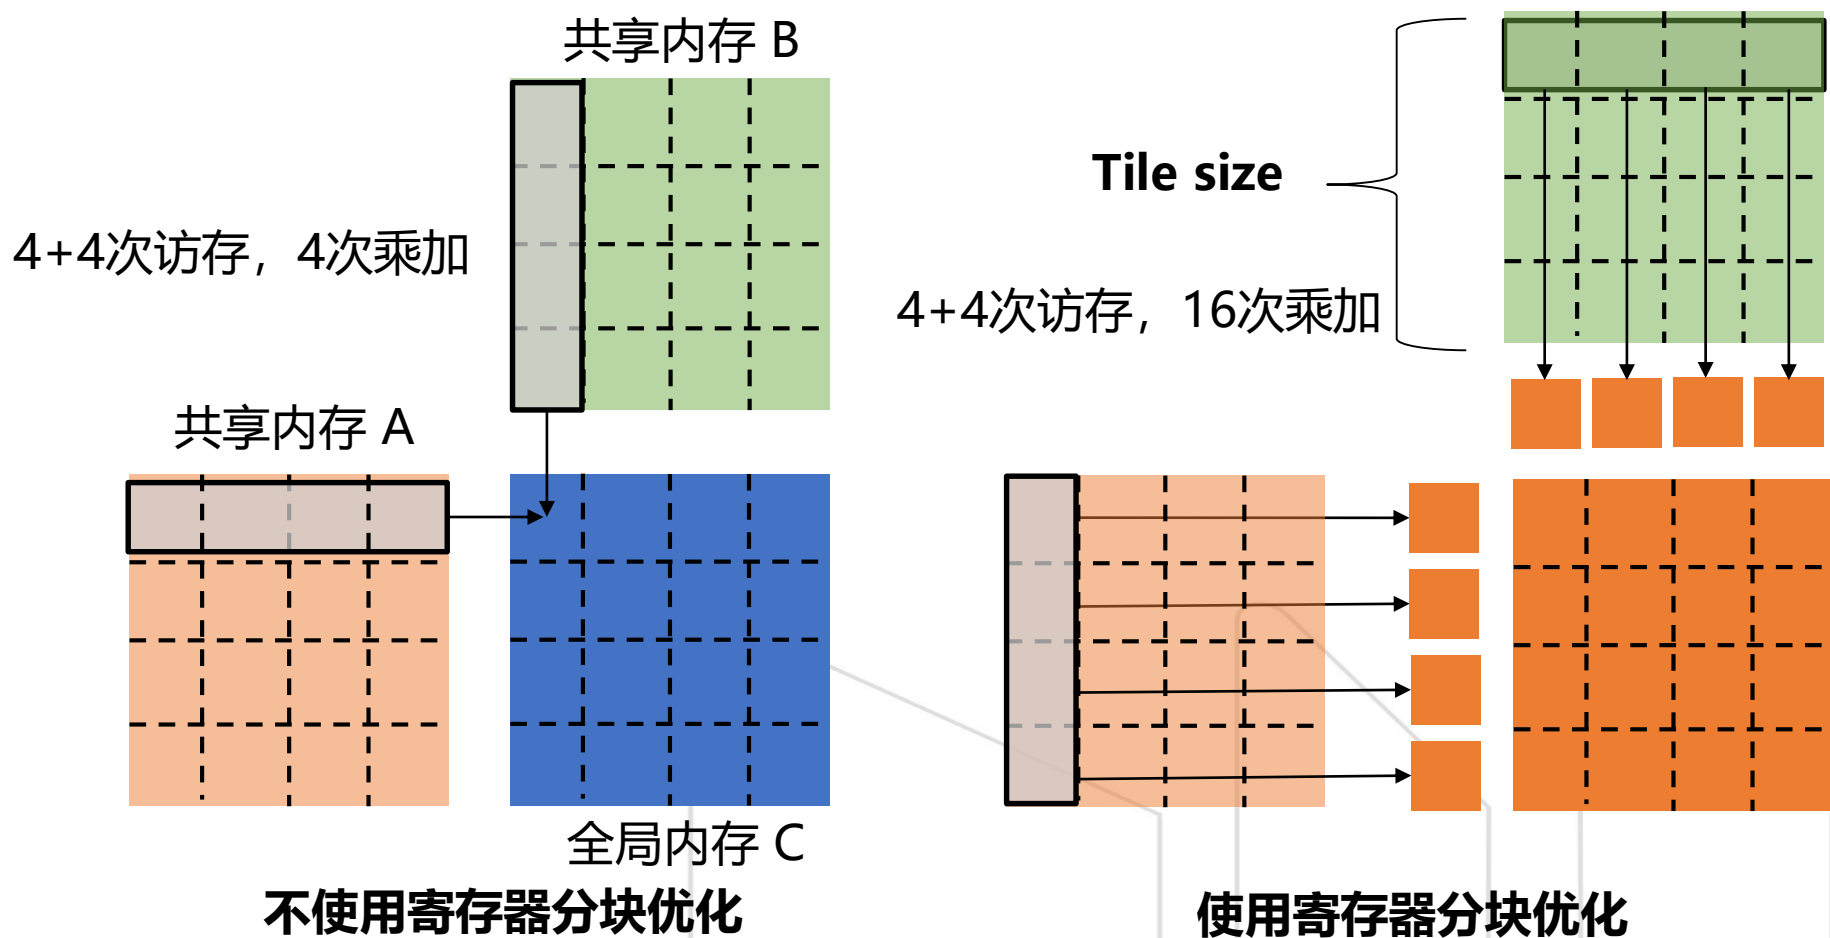 共享内存 B
4+4次访存，4次乘加
共享内存 A
全局内存 C
不使用寄存器分块优化
Tile size
4+4次访存，16次乘加
使用寄存器分块优化